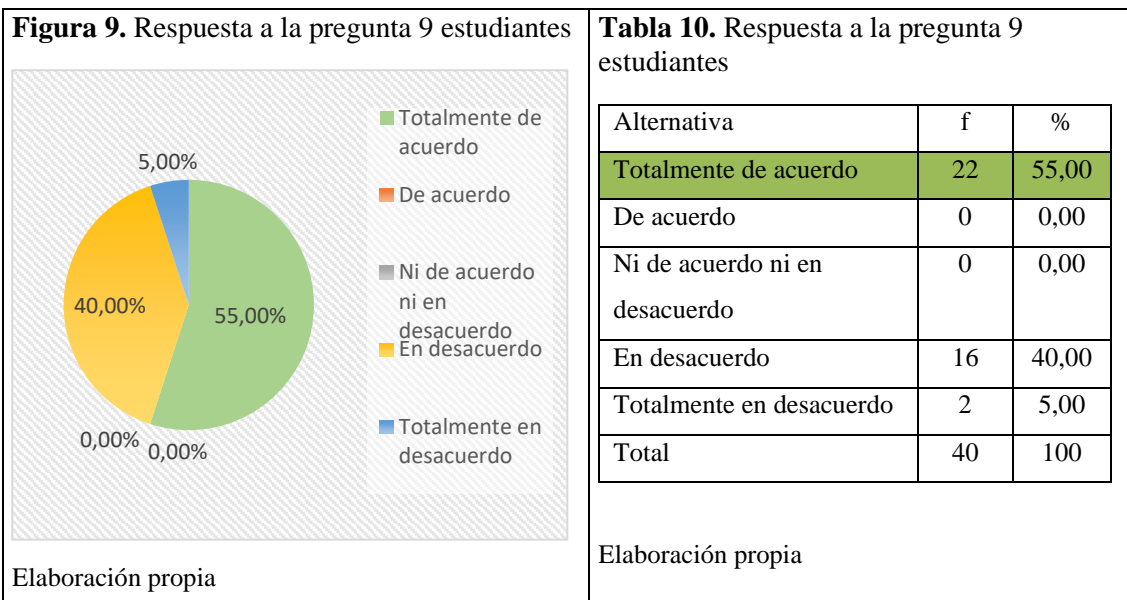 Figura 9. Respuesta a la pregunta 9 estudiantes
5,00%
40,00%
55,00%
0,00%
0,00%
Totalmente de
acuerdo
De acuerdo
Ni de acuerdo
ni en
desacuerdo
En desacuerdo
Totalmente en
desacuerdo
Elaboración propia
Tabla 10. Respuesta a la pregunta 9
estudiantes
Alternativa f %
Totalmente de acuerdo 22 55,00
De acuerdo 0 0,00
Ni de acuerdo ni en 0 0,00
desacuerdo
En desacuerdo 16 40,00
Totalmente en desacuerdo 2 5,00
Total 40 100
Elaboración propia